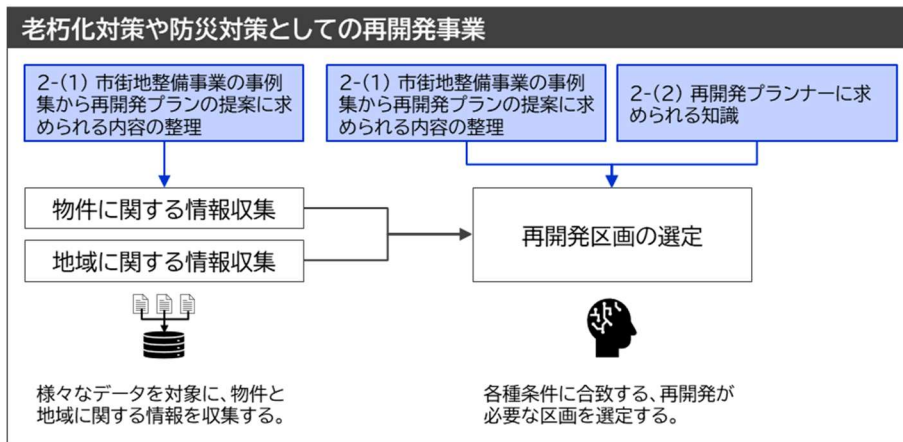 老朽化対策や防災対策としての再開発事業
2-(1) 市街地整備事業の事例
集から再開発プランの提案に求
められる内容の整理
2-(1) 市街地整備事業の事例
集から再開発プランの提案に求
められる内容の整理
2-(2) 再開発プランナーに求
められる知識
物件に関する情報収集
地域に関する情報収集
再開発区画の選定
様々なデータを対象に、物件と
地域に関する情報を収集する。
各種条件に合致する、再開発が
必要な区画を選定する。